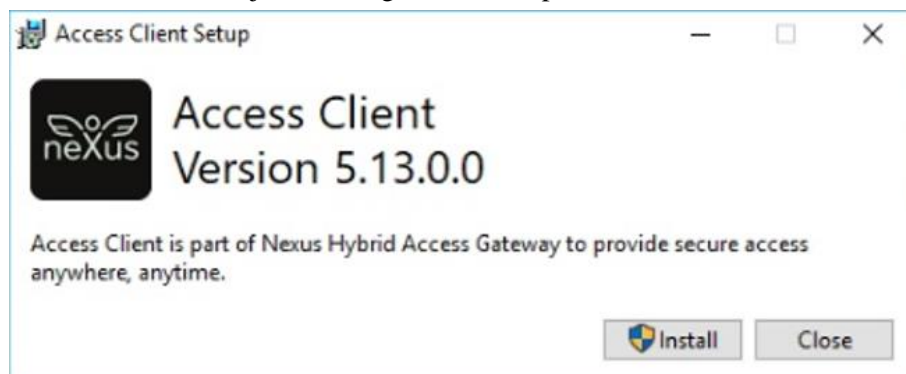 Access Client Setup
neXus
Access Client
Version 5.13.0.0
Access Client is part of Nexus Hybrid Access Gateway to provide secure access
anywhere, anytime.
Install
Close